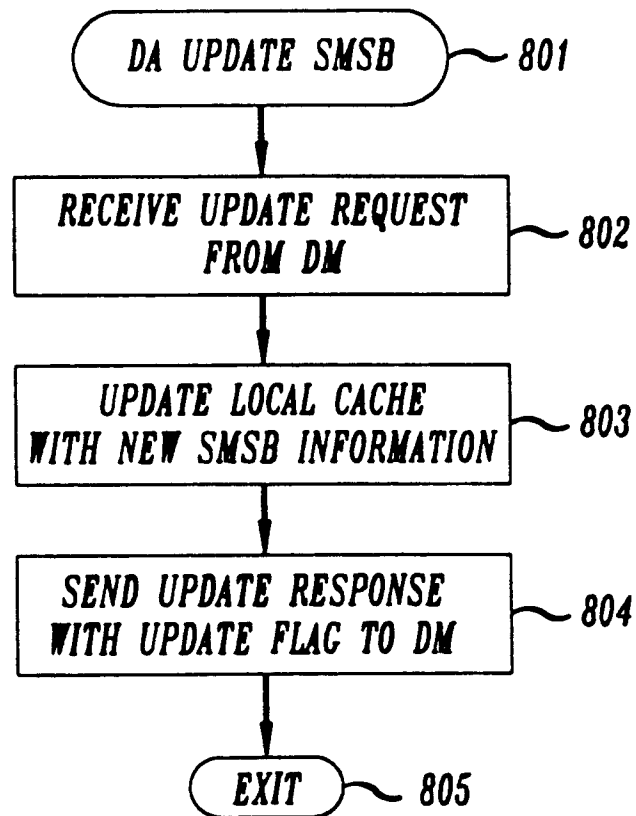 DA UPDATE SMSB
801
RECEIVE UPDATE REQUEST
FROM DM
802
UPDATE LOCAL CACHE
WITH NEW SMSB INFORMATION
803
SEND UPDATE RESPONSE
WITH UPDATE FLAG TO DM
804
EXIT
805